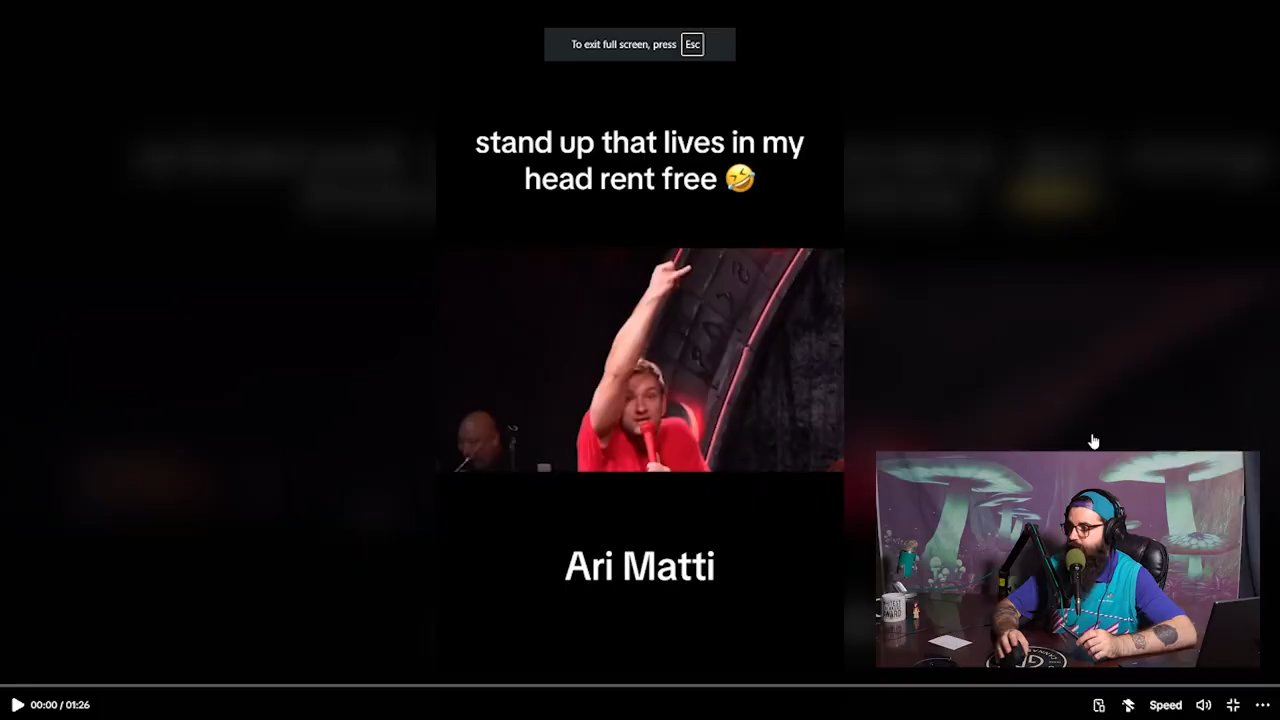 To exit full screen, press Esc
stand up that lives in my
head rent free 🤣
Ari Matti
00:00 / 01:26
Speed